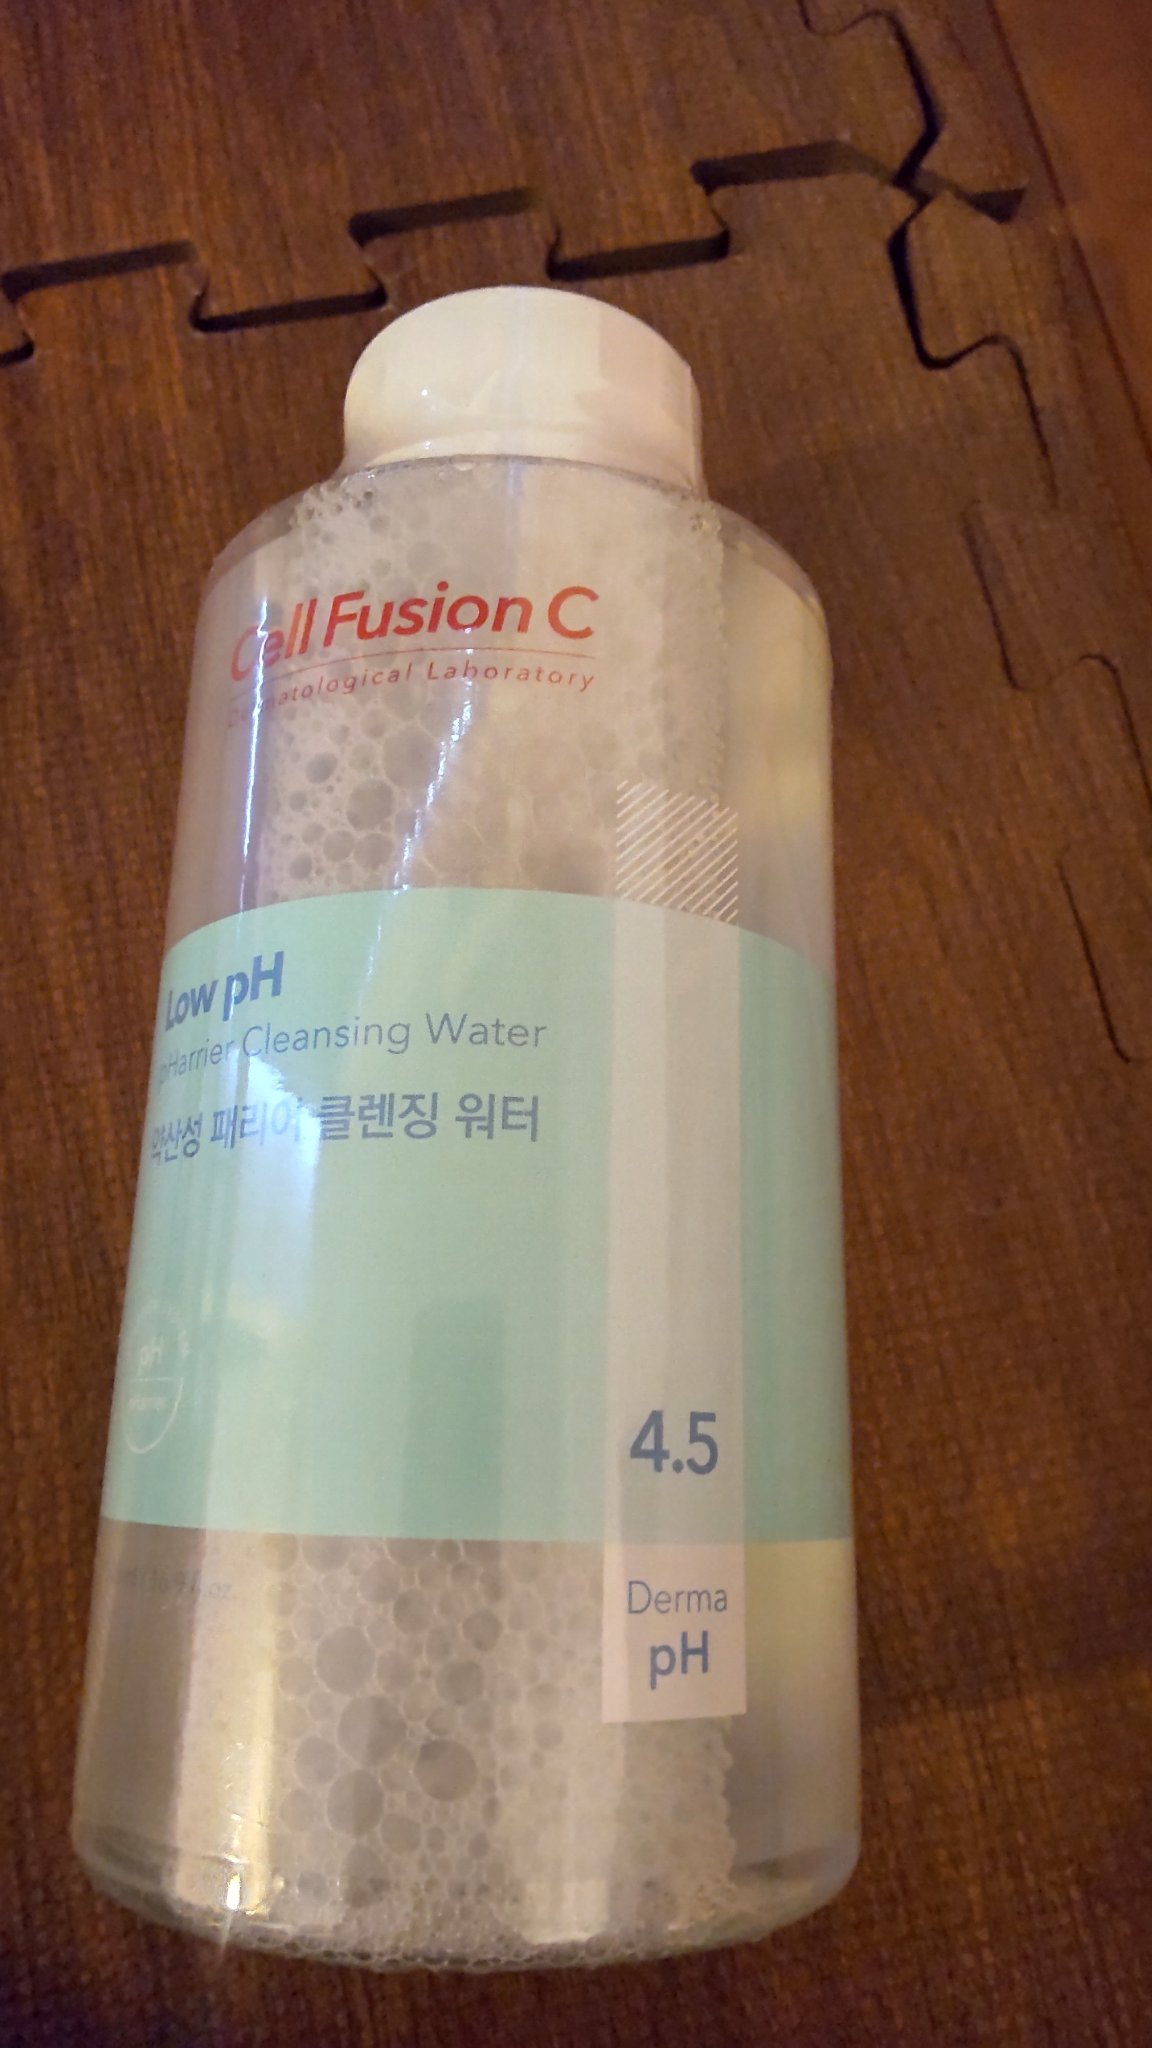 Cell Fusion C
Dermatological Laboratory
Low pH
pHarrier Cleansing Water
약산성 패리어 클렌징 워터
pH
4.5
Derma
pH